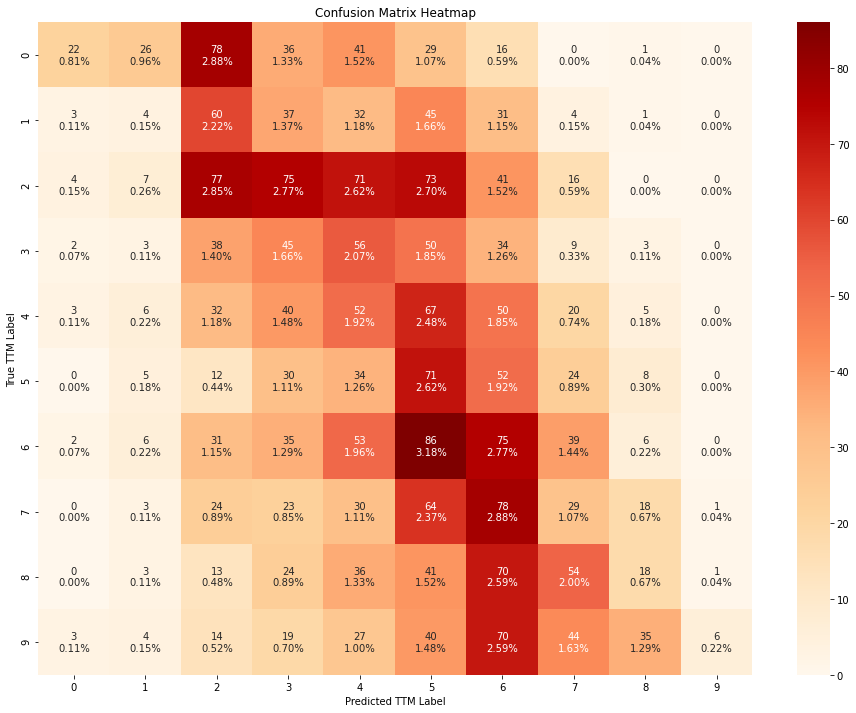 Confusion Matrix Heatmap
22 26 78 36 41 29 16 0 1 0
0.81% 0.96% 2.88% 1.33% 1.52% 1.07% 0.59% 0.00% 0.04% 0.00%
0
3 4 60 37 32 45 31 4 1 0
0.11% 0.15% 2.22% 1.37% 1.18% 1.66% 1.15% 0.15% 0.04% 0.00%
1
4 7 77 75 71 73 41 16 0 0
0.15% 0.26% 2.85% 2.77% 2.62% 2.70% 1.52% 0.59% 0.00% 0.00%
2
2 3 38 45 56 50 34 9 3 0
0.07% 0.11% 1.40% 1.66% 2.07% 1.85% 1.26% 0.33% 0.11% 0.00%
3
3 6 32 40 52 67 50 20 5 0
0.11% 0.22% 1.18% 1.48% 1.92% 2.48% 1.85% 0.74% 0.18% 0.00%
4
0 5 12 30 34 71 52 24 8 0
0.00% 0.18% 0.44% 1.11% 1.26% 2.62% 1.92% 0.89% 0.30% 0.00%
5
2 6 31 35 53 86 75 39 6 0
0.07% 0.22% 1.15% 1.29% 1.96% 3.18% 2.77% 1.44% 0.22% 0.00%
6
0 3 24 23 30 64 78 29 18 1
0.00% 0.11% 0.89% 0.85% 1.11% 2.37% 2.88% 1.07% 0.67% 0.04%
7
0 3 13 24 36 41 70 54 18 1
0.00% 0.11% 0.48% 0.89% 1.33% 1.52% 2.59% 2.00% 0.67% 0.04%
8
3 4 14 19 27 40 70 44 35 6
0.11% 0.15% 0.52% 0.70% 1.00% 1.48% 2.59% 1.63% 1.29% 0.22%
9
True TTM Label
0 1 2 3 4 5 6 7 8 9
Predicted TTM Label
80
70
60
50
40
30
20
10
0